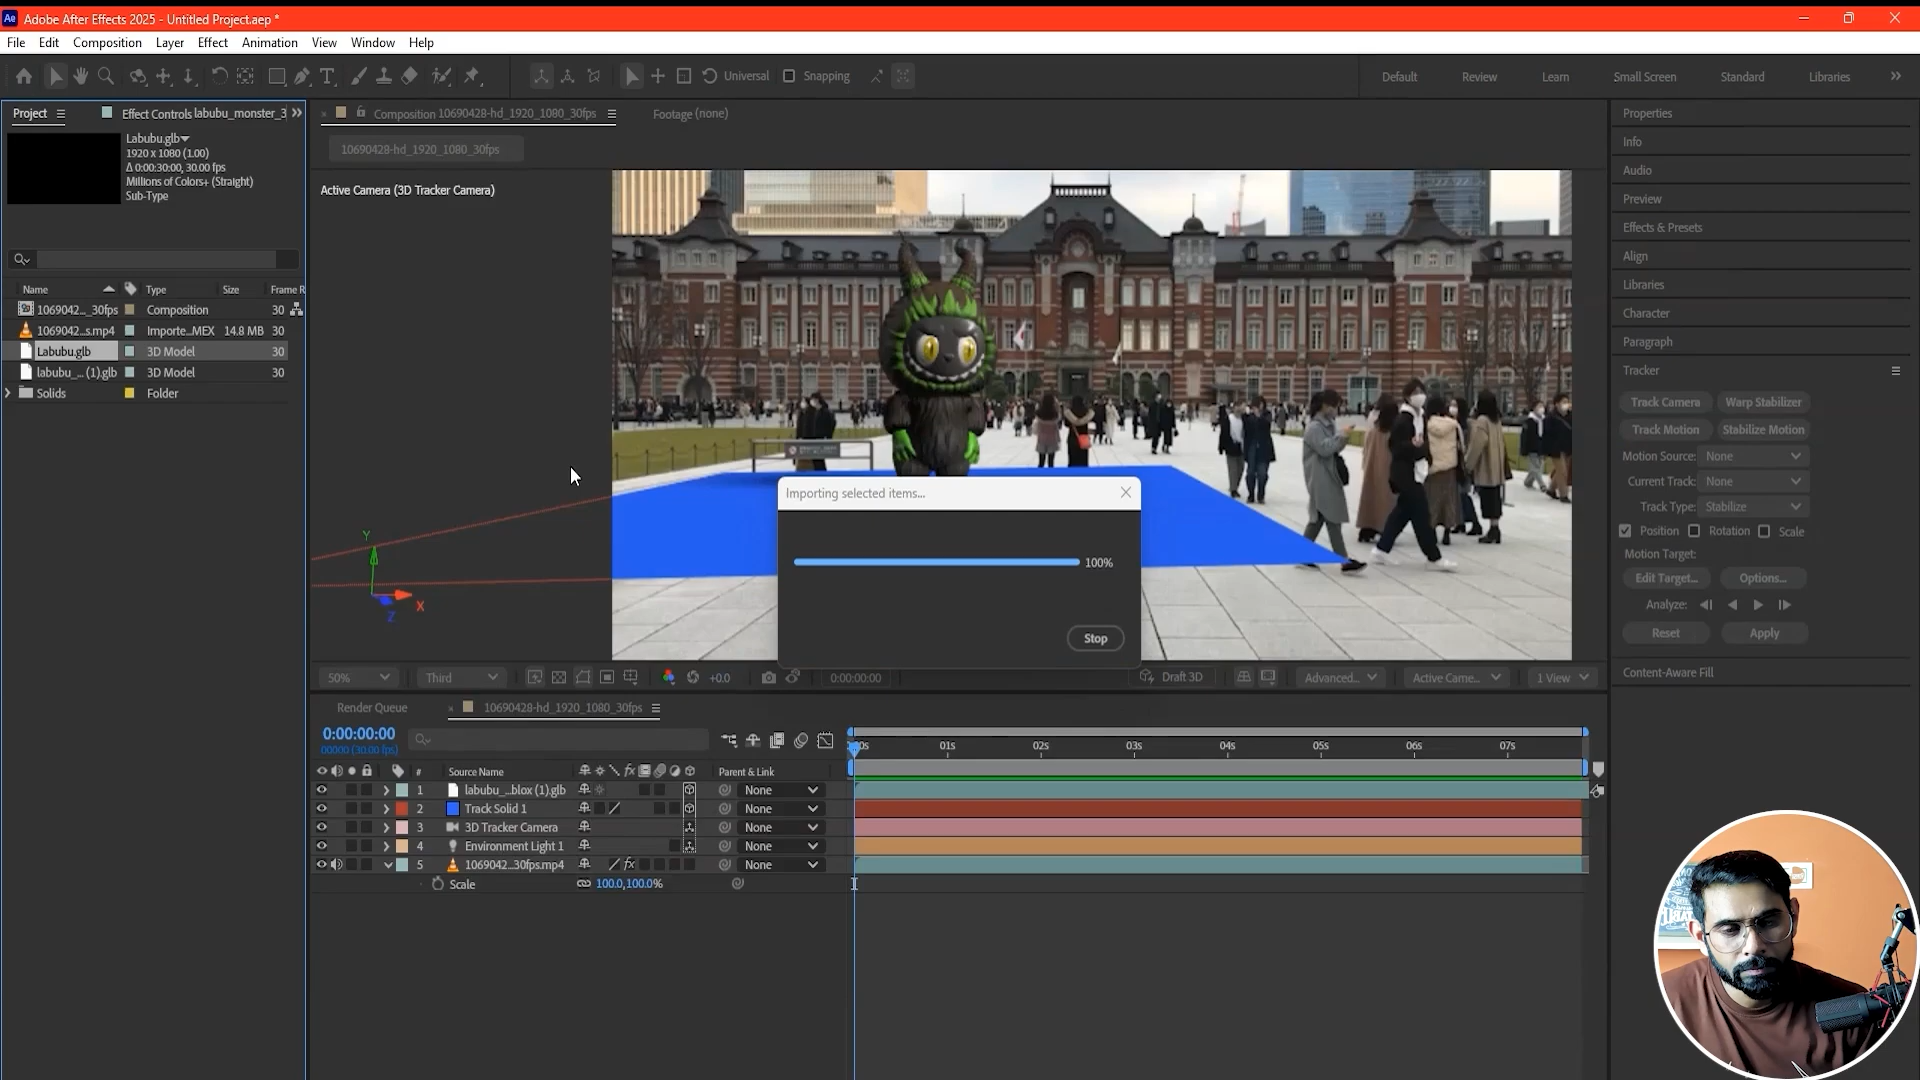 Ae Adobe After Effects 2025 - Untitled Project.aep *
File Edit Composition Layer Effect Animation View Window Help
Universal Snapping Default Review Learn Small Screen Standard Libraries
Project Effect Controls labubu_monster_3
Labubu.glb
1920 x 1080 (1.00)
Δ 0:00:30:00, 30.00 fps
Millions of Colors+ (Straight)
Sub-Type
Name Type Size Frame R
1069042..._30fps Composition 30
1069042...s.mp4 Importe...MEX 14.8 MB 30
Labubu.glb 3D Model 30
labubu_... (1).glb 3D Model 30
Solids Folder
Composition 10690428-hd_1920_1080_30fps Footage (none)
10690428-hd_1920_1080_30fps
Active Camera (3D Tracker Camera)
Y
X
Z
Importing selected items...
100%
Stop
50% Third +0.0 0:00:00:00 Draft 3D Advanced... Active Came... 1 View
Properties
Info
Audio
Preview
Effects & Presets
Align
Libraries
Character
Paragraph
Tracker
Track Camera Warp Stabilizer
Track Motion Stabilize Motion
Motion Source: None
Current Track: None
Track Type: Stabilize
Position Rotation Scale
Motion Target:
Edit Target... Options...
Analyze:
Reset Apply
Content-Aware Fill
Render Queue 10690428-hd_1920_1080_30fps
0:00:00:00
00000 (30.00 fps)
# Source Name fx Parent & Link
1 labubu_...blox (1).glb None
2 Track Solid 1 None
3 3D Tracker Camera None
4 Environment Light 1 None
5 1069042...30fps.mp4 fx None
Scale 100.0,100.0%
00s 01s 02s 03s 04s 05s 06s 07s